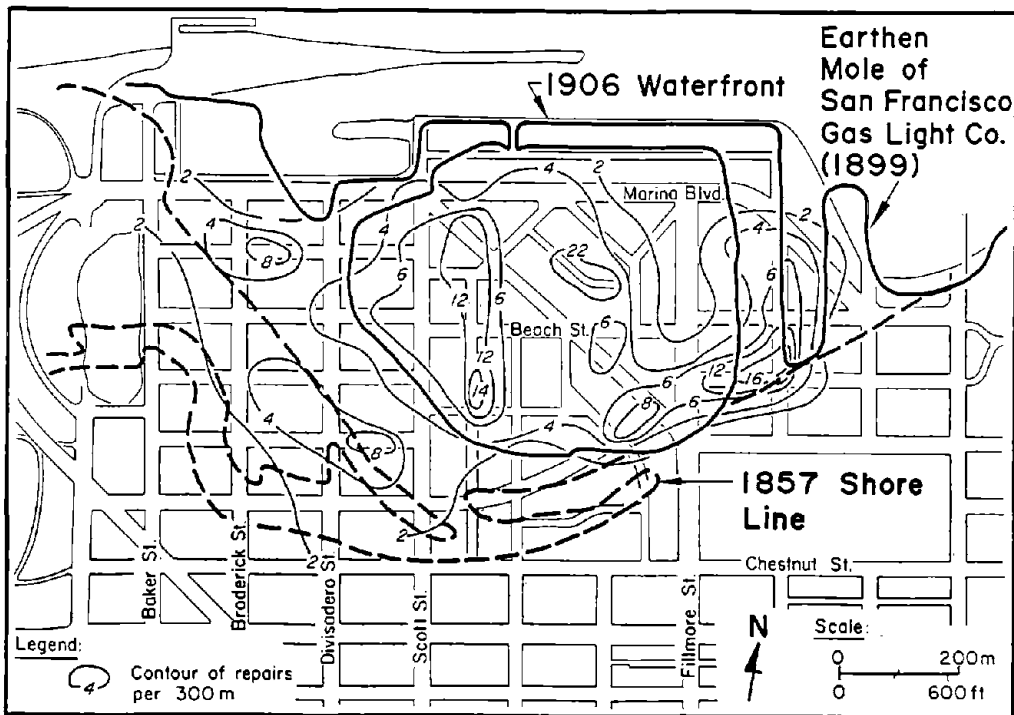 Earthen
Mole of
San Francisco
Gas Light Co.
(1899)
1906 Waterfront
Marina Blvd.
2
4
2
4
2
2
4
6
8
22
4
2
6
6
12
6
Beach St.
6
12
14
12
16
6
8
6
4
4
8
2
2
1857 Shore
Line
Chestnut St.
Baker St.
Broderick St.
Divisadero St.
Scott St.
Fillmore St.
N
Scale:
0 200m
0 600ft
Legend:
4
Contour of repairs
per 300 m